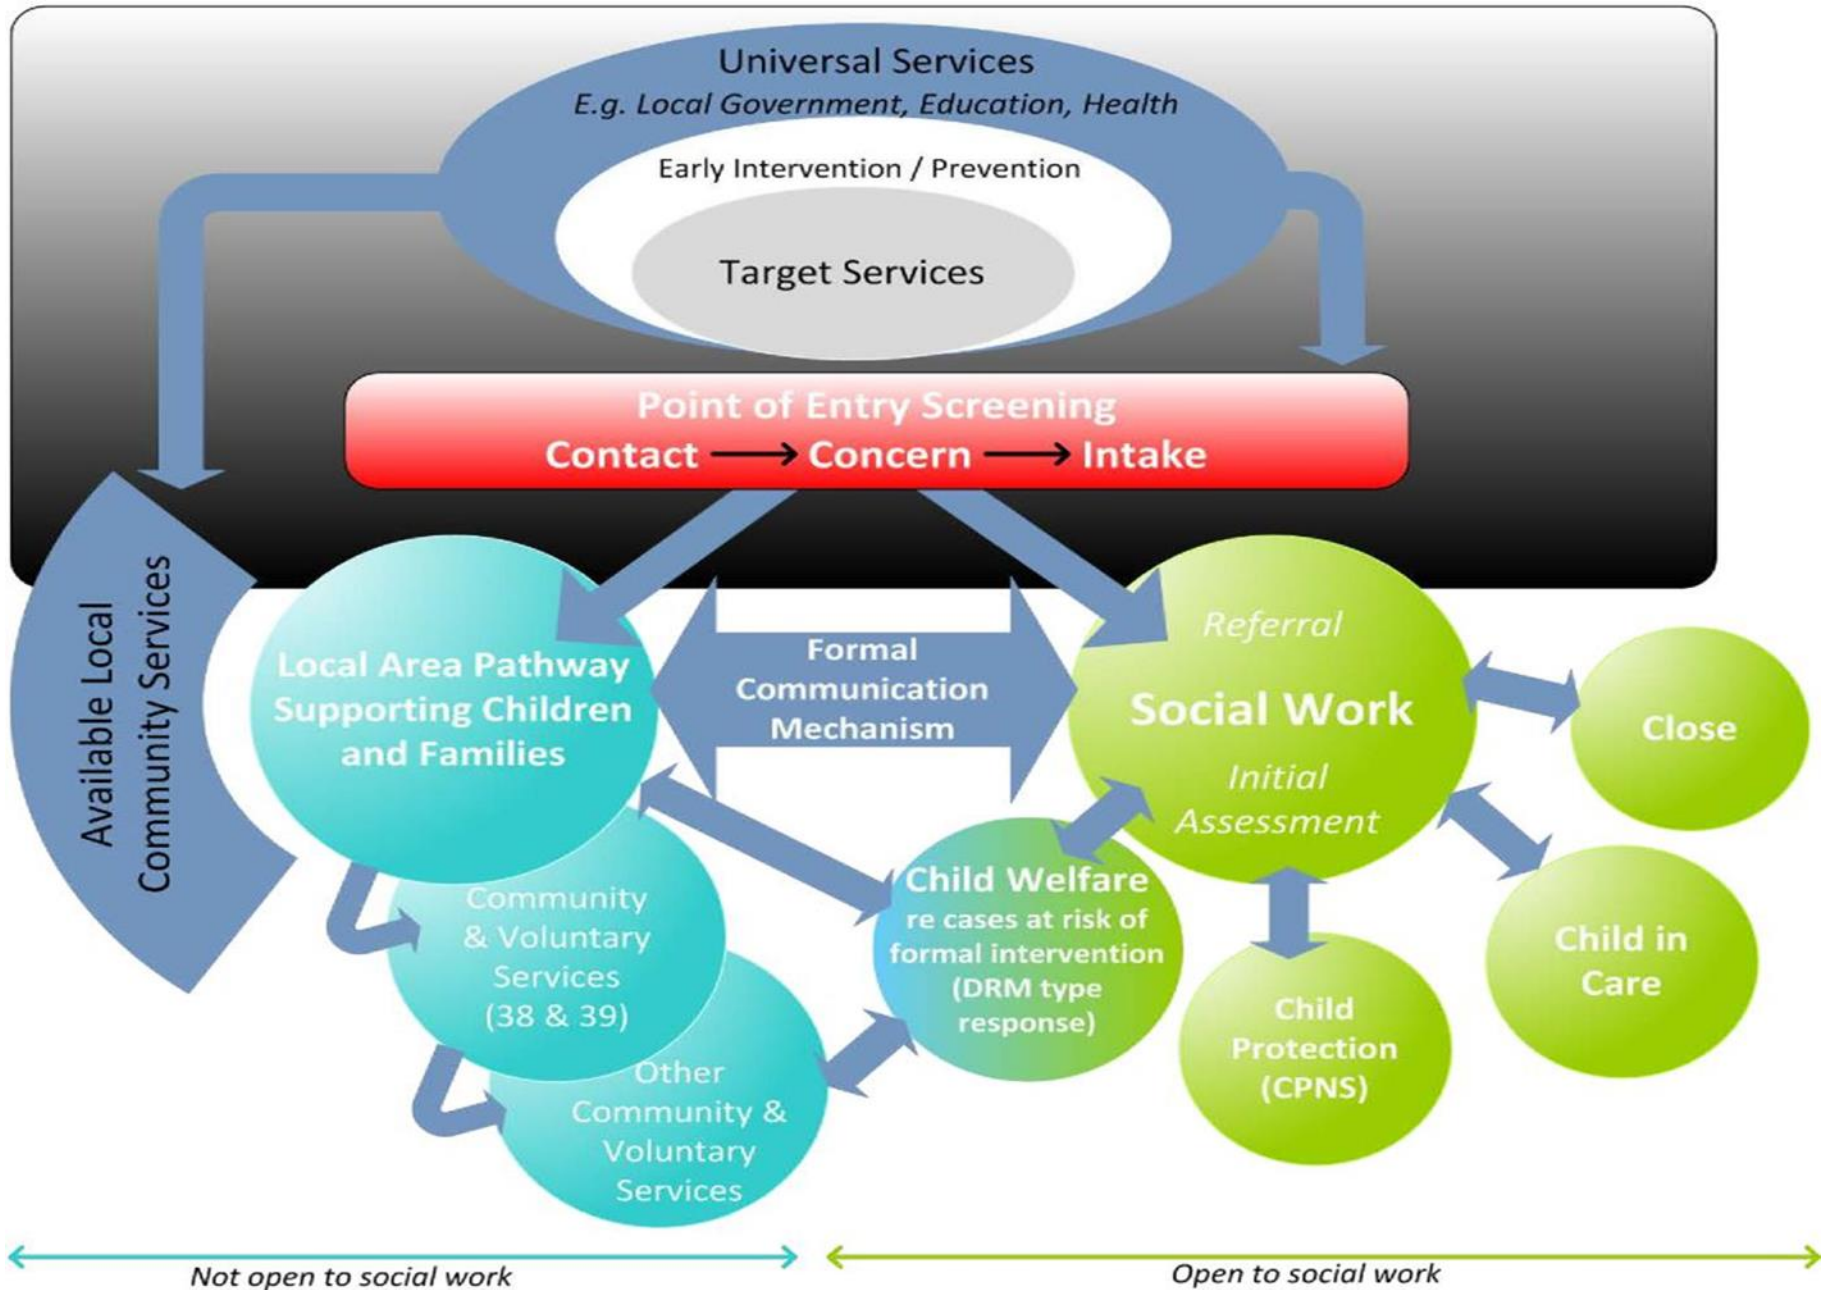 Universal Services
E.g. Local Government, Education, Health
Early Intervention / Prevention
Target Services
Point of Entry Screening
Contact → Concern → Intake
Available Local
Community Services
Local Area Pathway
Supporting Children
and Families
Formal
Communication
Mechanism
Referral
Social Work
Initial
Assessment
Close
Community
& Voluntary
Services
(38 & 39)
Child Welfare
re cases at risk of
formal intervention
(DRM type
response)
Child in
Care
Child
Protection
(CPNS)
Other
Community &
Voluntary
Services
Not open to social work
Open to social work